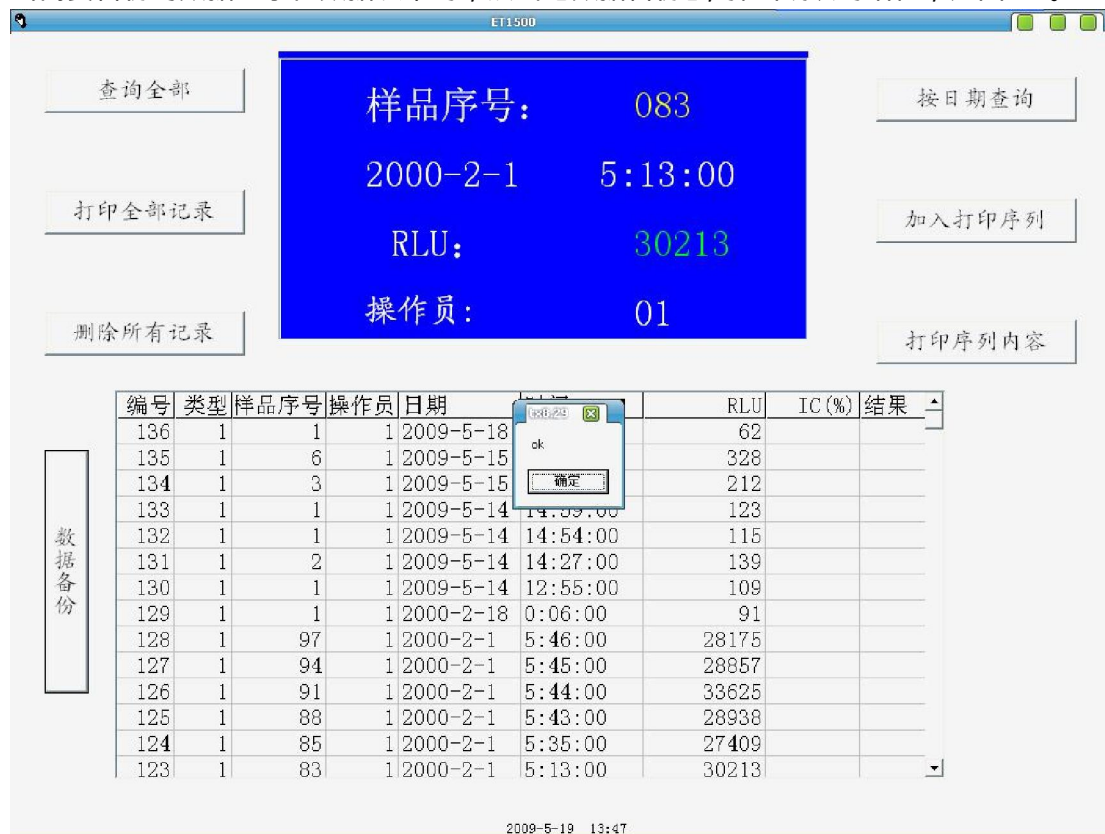 ET1500
查询全部
样品序号： 083
按日期查询
2000-2-1 5:13:00
打印全部记录
加入打印序列
RLU： 30213
操作员： 01
删除所有记录
打印序列内容
编号 类型 样品序号 操作员 日期 RLU IC(%) 结果
136 1 1 1 2009-5-18 62
135 1 6 1 2009-5-15 328
134 1 3 1 2009-5-15 212
133 1 1 1 2009-5-14 14:59:00 123
132 1 1 1 2009-5-14 14:54:00 115
131 1 2 1 2009-5-14 14:27:00 139
130 1 1 1 2009-5-14 12:55:00 109
129 1 1 1 2000-2-18 0:06:00 91
128 1 97 1 2000-2-1 5:46:00 28175
127 1 94 1 2000-2-1 5:45:00 28857
126 1 91 1 2000-2-1 5:44:00 33625
125 1 88 1 2000-2-1 5:43:00 28938
124 1 85 1 2000-2-1 5:35:00 27409
123 1 83 1 2000-2-1 5:13:00 30213
ok
确定
数据备份
2009-5-19 13:47